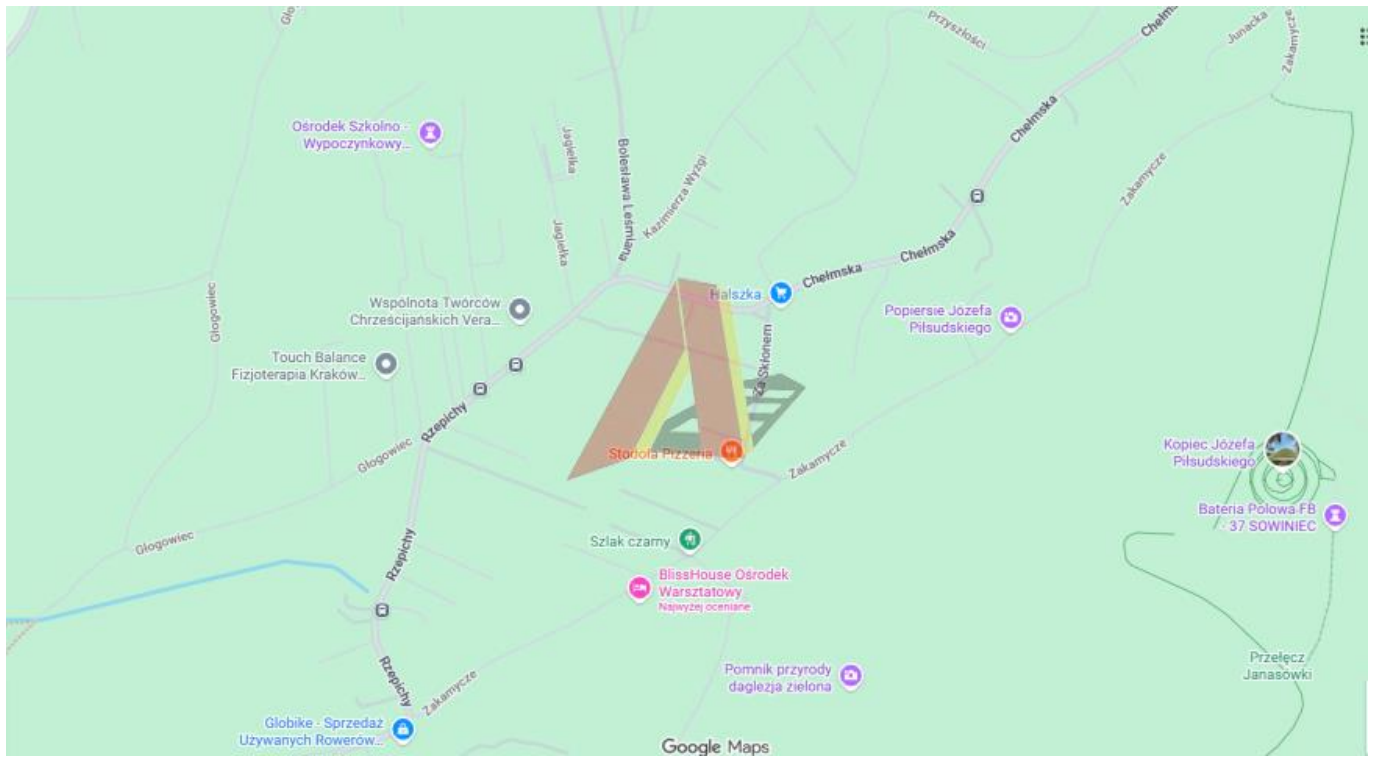 Gło
Przyszłości
Chełm
Junacka
Zakamycze
Ośrodek Szkolno -
Wypoczynkowy...
Jagiełka
Bolesława Leśmiana
Kazimierza Wyżgi
Chełmska
Zakamycze
Jagiełka
Chełmska
Chełmska
Głogowiec
Wspólnota Twórców
Chrześcijańskich Vera...
Halszka
Popiersie Józefa
Piłsudskiego
Touch Balance
Fizjoterapia Kraków...
Za Skłonem
Rzepichy
Głogowiec
Stodoła Pizzeria
Zakamycze
Kopiec Józefa
Piłsudskiego
Bateria Polowa FB
- 37 SOWINIEC
Głogowiec
Rzepichy
Szlak czarny
BlissHouse Ośrodek
Warsztatowy
Najwyżej oceniane
Rzepichy
Zakamycze
Pomnik przyrody
daglezja zielona
Przełęcz
Janasówki
Globike - Sprzedaż
Używanych Rowerów...
Google Maps